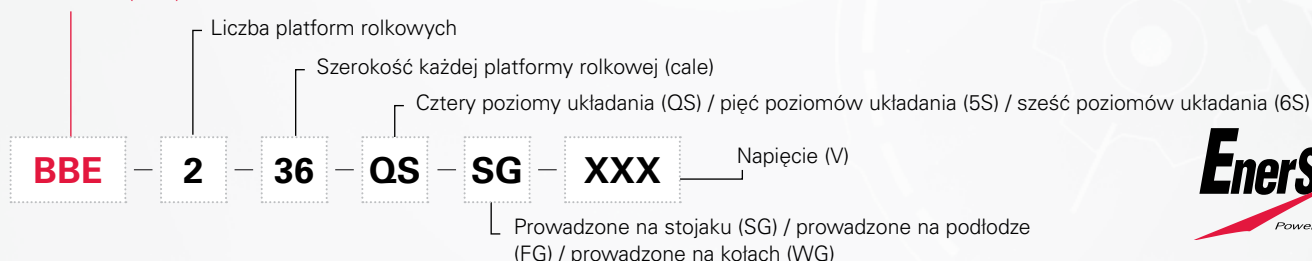 Liczba platform rolkowych
Szerokość każdej platformy rolkowej (cale)
Cztery poziomy układania (QS) / pięć poziomów układania (5S) / sześć poziomów układania (6S)
BBE – 2 – 36 – QS – SG – XXX
Napięcie (V)
Prowadzone na stojaku (SG) / prowadzone na podłodze
(FG) / prowadzone na kołach (WG)
EnerS
Power